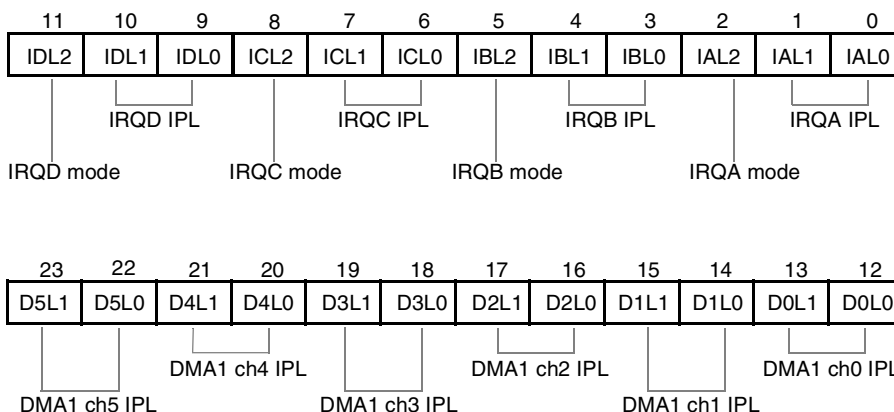 11 10 9 8 7 6 5 4 3 2 1 0
IDL2 IDL1 IDL0 ICL2 ICL1 ICL0 IBL2 IBL1 IBL0 IAL2 IAL1 IAL0
IRQD IPL IRQC IPL IRQB IPL IRQA IPL
IRQD mode IRQC mode IRQB mode IRQA mode
23 22 21 20 19 18 17 16 15 14 13 12
D5L1 D5L0 D4L1 D4L0 D3L1 D3L0 D2L1 D2L0 D1L1 D1L0 D0L1 D0L0
DMA1 ch4 IPL DMA1 ch2 IPL DMA1 ch0 IPL
DMA1 ch5 IPL DMA1 ch3 IPL DMA1 ch1 IPL